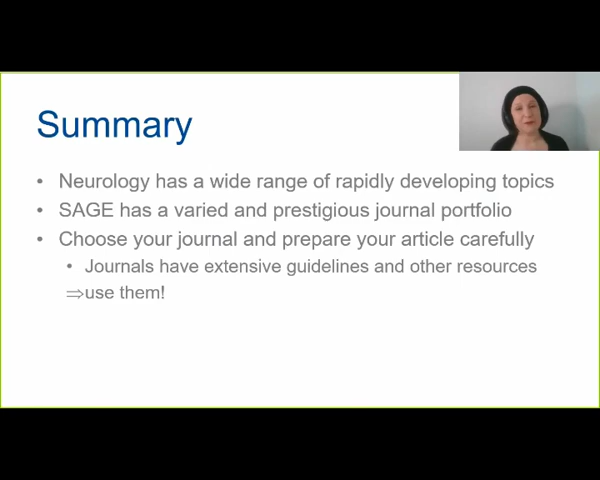 Summary
• Neurology has a wide range of rapidly developing topics
• SAGE has a varied and prestigious journal portfolio
• Choose your journal and prepare your article carefully
• Journals have extensive guidelines and other resources
⇒use them!